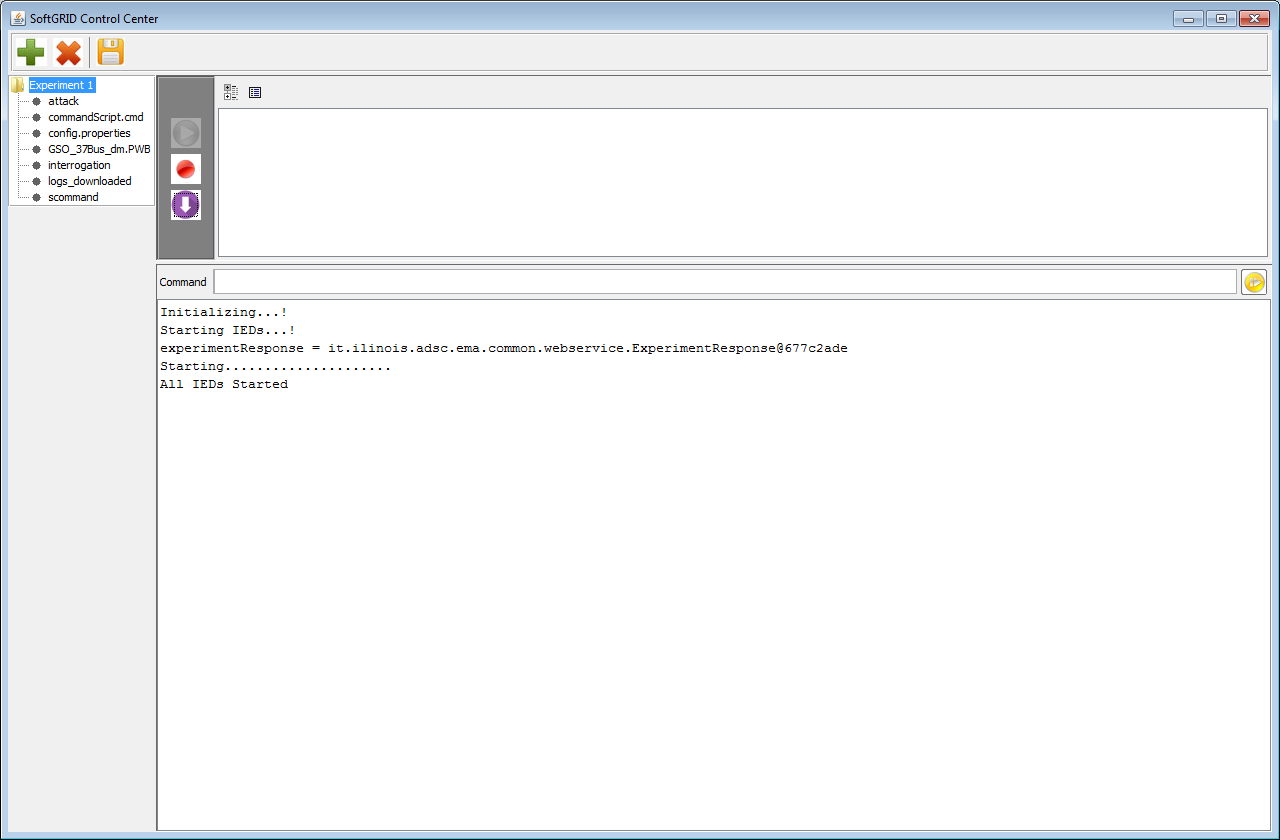 SoftGRID Control Center
Experiment 1
attack
commandScript.cmd
config.properties
GSO_37Bus_dm.PWB
interrogation
logs_downloaded
scommand
Command
Initializing...!
Starting IEDs...!
experimentResponse = it.ilinois.adsc.ema.common.webservice.ExperimentResponse@677c2ade
Starting.....................
All IEDs Started